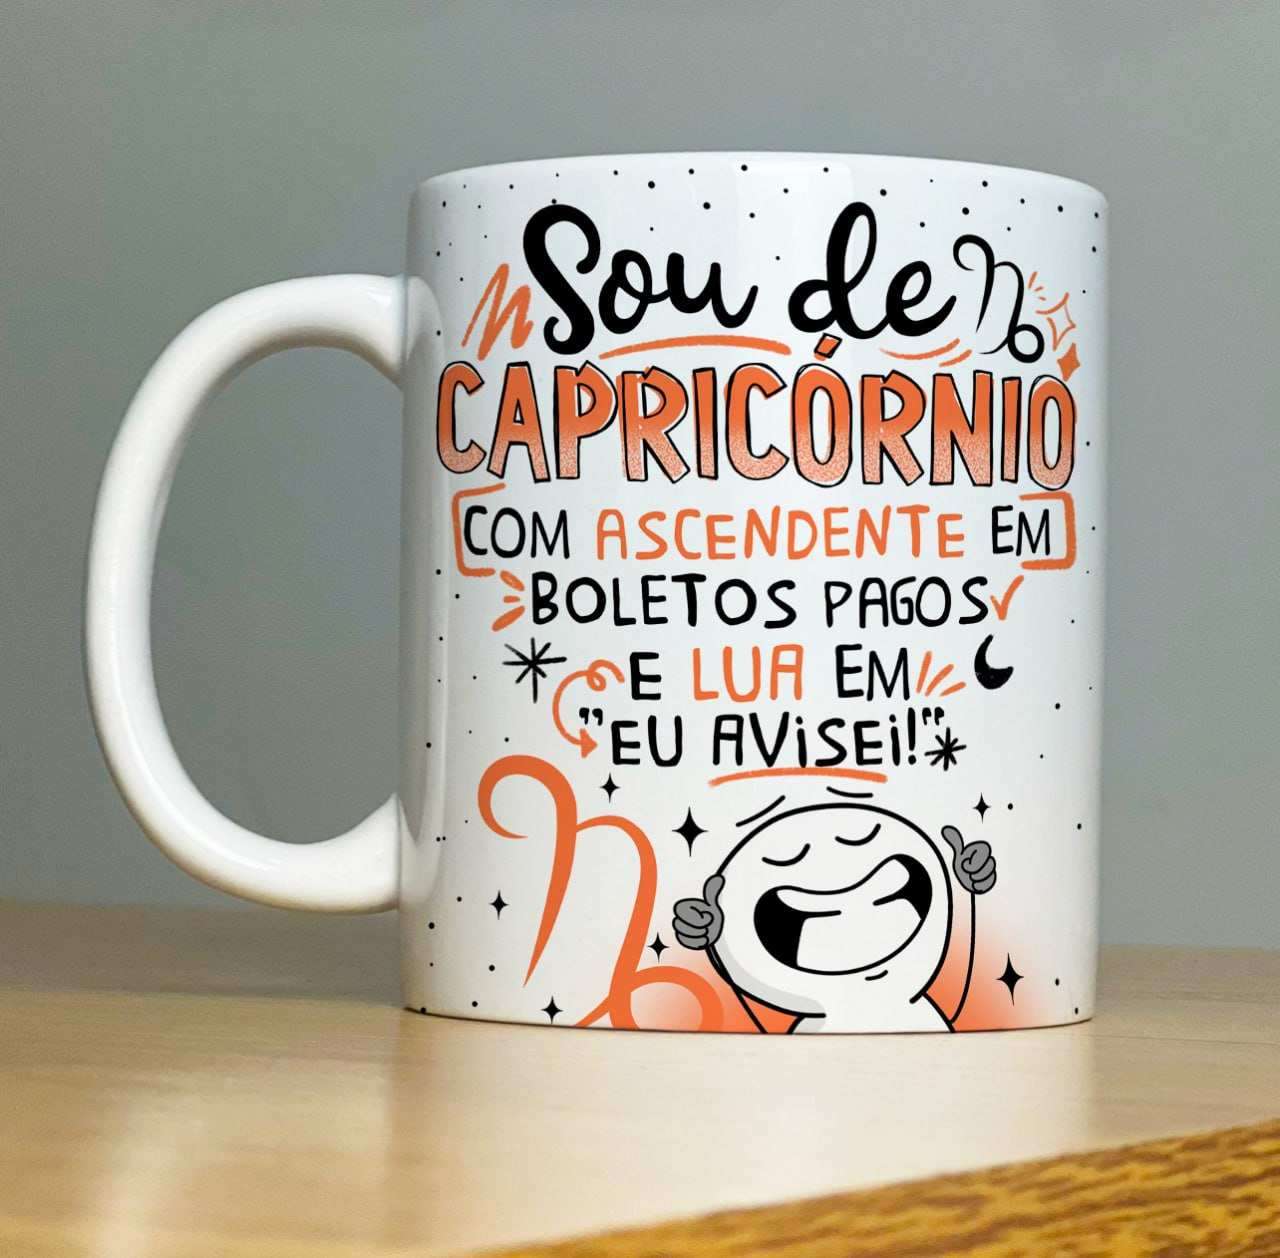 Sou de
CAPRICÓRNIO
COM ASCENDENTE EM
BOLETOS PAGOS
E LUA EM
"EU AViSEi!"